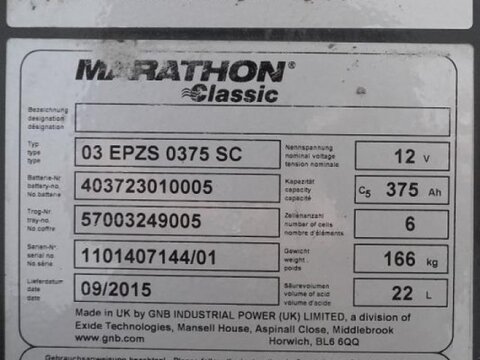 MARATHON®
Classic
Bezeichnung
designation
désignation
Typ
type
type
03 EPZS 0375 SC
Nennspannung
nominal voltage
tension nominale
12 V
Batterie-Nr
battery-no.
No.batterie
403723010005
Kapazität
capacity
capacité
C5 375 Ah
Trog-Nr.
tray-no.
No.coffre
57003249005
Zellenanzahl
number of cells
nombre d'éléments
6
Serien-Nº
serial no
No.série.
1101407144/01
Gewicht
weight
poids
166 kg
Lieferdatum
date
date
09/2015
Säurevolumen
volume of acid
volume d'acide
22 L
Made in UK by GNB INDUSTRIAL POWER (UK) LIMITED, a division of
Exide Technologies, Mansell House, Aspinall Close, Middlebrook
www.gnb.com Horwich, BL6 6QQ
Gebrauchsanweisung beachten!